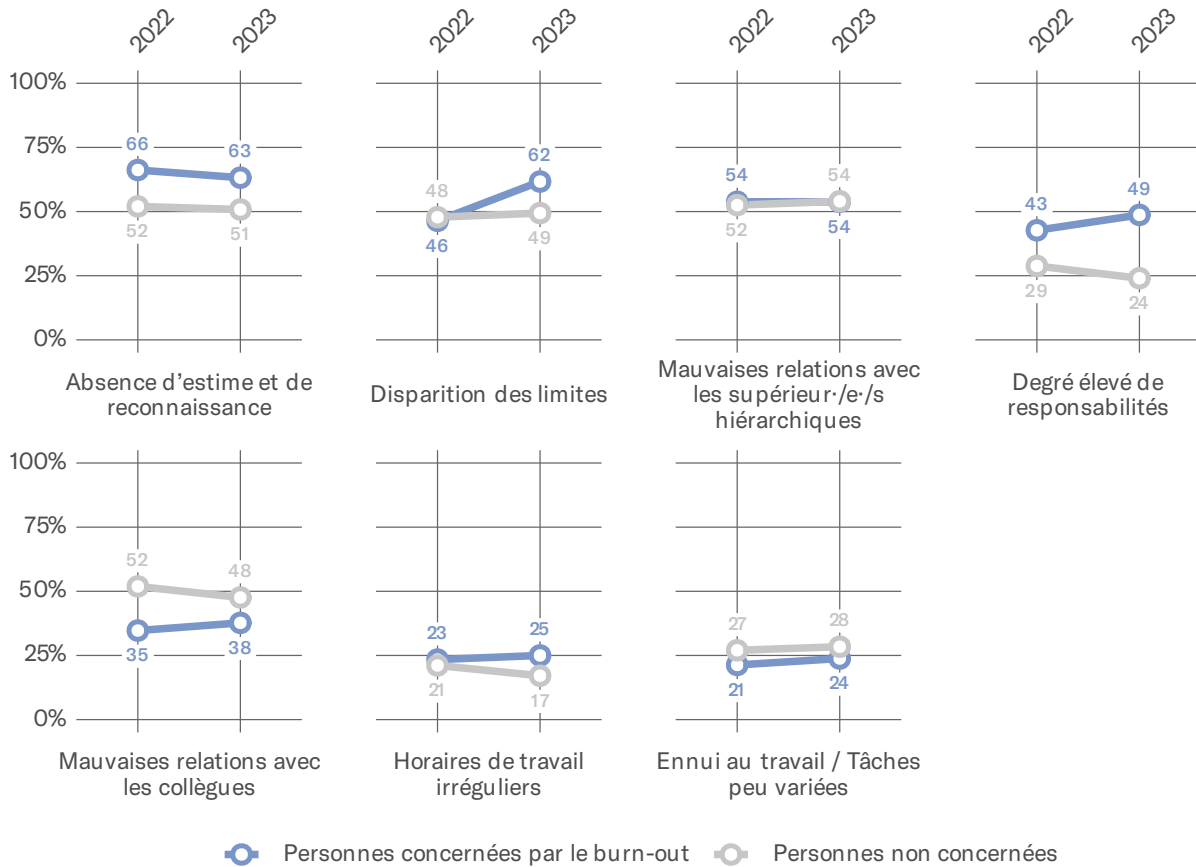 2022 2023 2022 2023 2022 2023 2022 2023
100%
75%
50%
25%
0%
66 63
52 51
Absence d'estime et de
reconnaissance
48 62
46 49
Disparition des limites
54 54
52 54
Mauvaises relations avec
les supérieur·/e·/s
hiérarchiques
43 49
29 24
Degré élevé de
responsabilités
100%
75%
50%
25%
0%
52 48
35 38
Mauvaises relations avec
les collègues
23 25
21 17
Horaires de travail
irréguliers
27 28
21 24
Ennui au travail / Tâches
peu variées
Personnes concernées par le burn-out Personnes non concernées